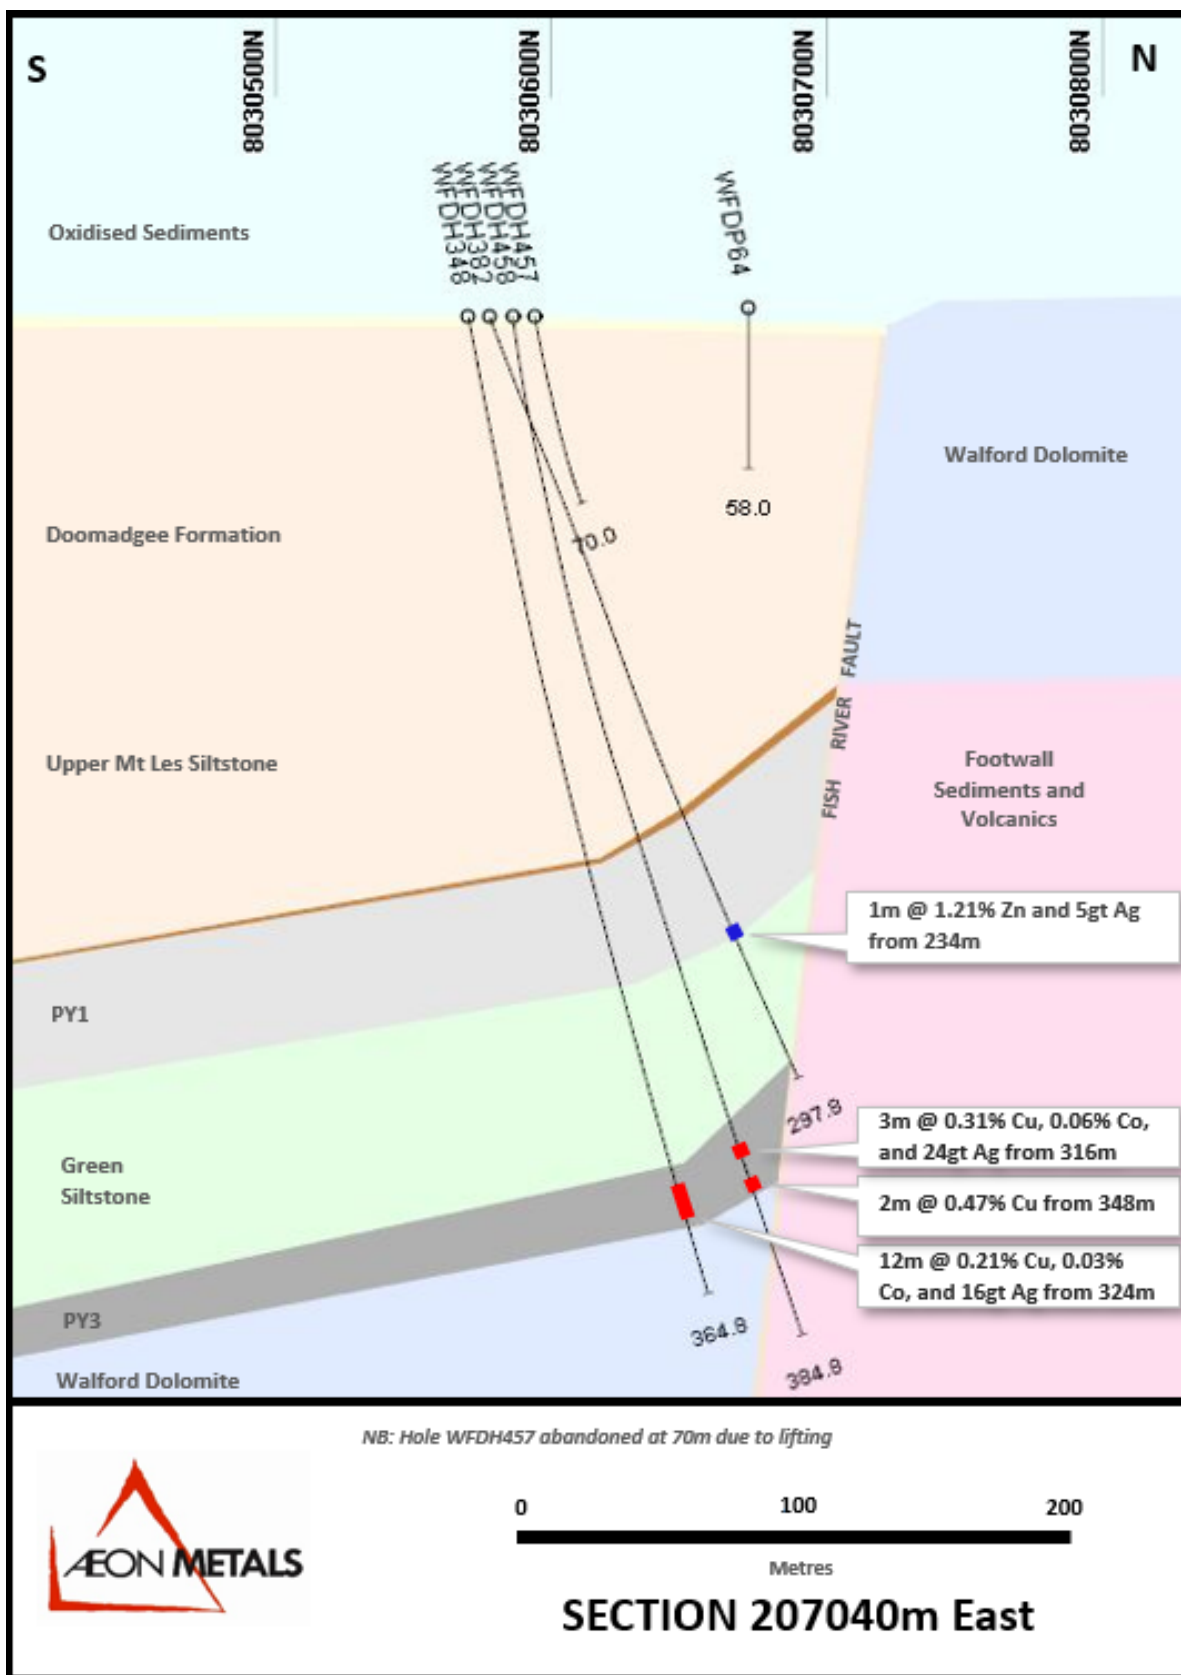 S
8030500N
8030600N
8030700N
8030800N
N
WFDH348
WFDH382
WFDH458
WFDH457
WFDP64
Oxidised Sediments
Walford Dolomite
58.0
70.0
Doomadgee Formation
FISH RIVER FAULT
Upper Mt Les Siltstone
Footwall
Sediments and
Volcanics
1m @ 1.21% Zn and 5gt Ag
from 234m
PY1
297.8
3m @ 0.31% Cu, 0.06% Co,
and 24gt Ag from 316m
Green
Siltstone
2m @ 0.47% Cu from 348m
12m @ 0.21% Cu, 0.03%
Co, and 16gt Ag from 324m
PY3
364.8
384.8
Walford Dolomite
NB: Hole WFDH457 abandoned at 70m due to lifting
ÆON METALS
0 100 200
Metres
SECTION 207040m East